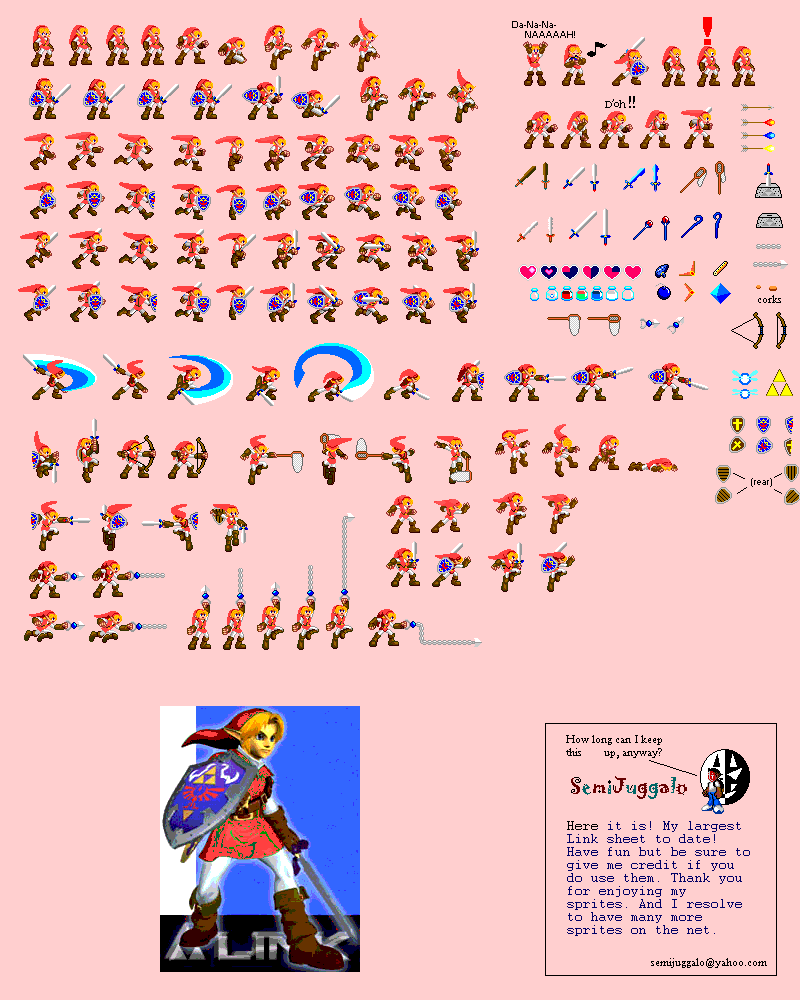 Da-Na-Na-
NAAAAAH!
!
D'oh!!
corks
(rear)
LINK
How long can I keep
this up, anyway?
SemiJuggalo
Here it is! My largest
Link sheet to date!
Have fun but be sure to
give me credit if you
do use them. Thank you
for enjoying my
sprites. And I resolve
to have many more
sprites on the net.
semijuggalo@yahoo.com